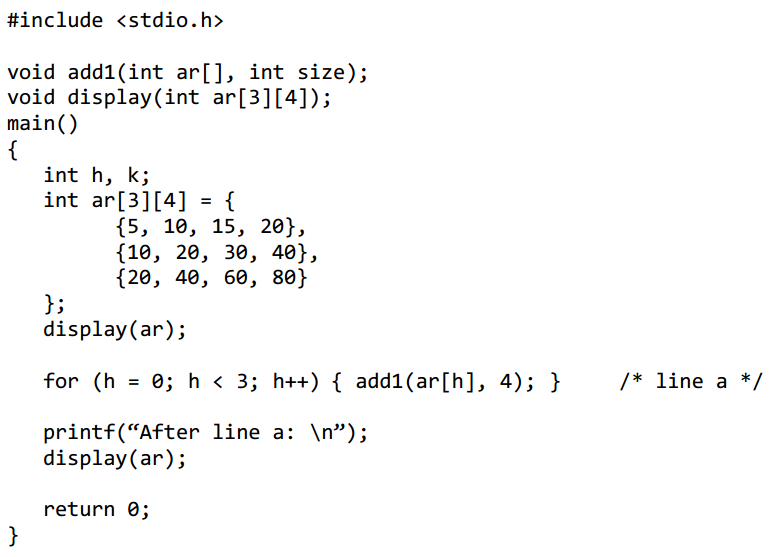 #include <stdio.h>

void add1(int ar[], int size);
void display(int ar[3][4]);
main()
{
   int h, k;
   int ar[3][4] = {
         {5, 10, 15, 20},
         {10, 20, 30, 40},
         {20, 40, 60, 80}
   };
   display(ar);

   for (h = 0; h < 3; h++) { add1(ar[h], 4); }     /* line a */

   printf(“After line a: \n”);
   display(ar);

   return 0;
}